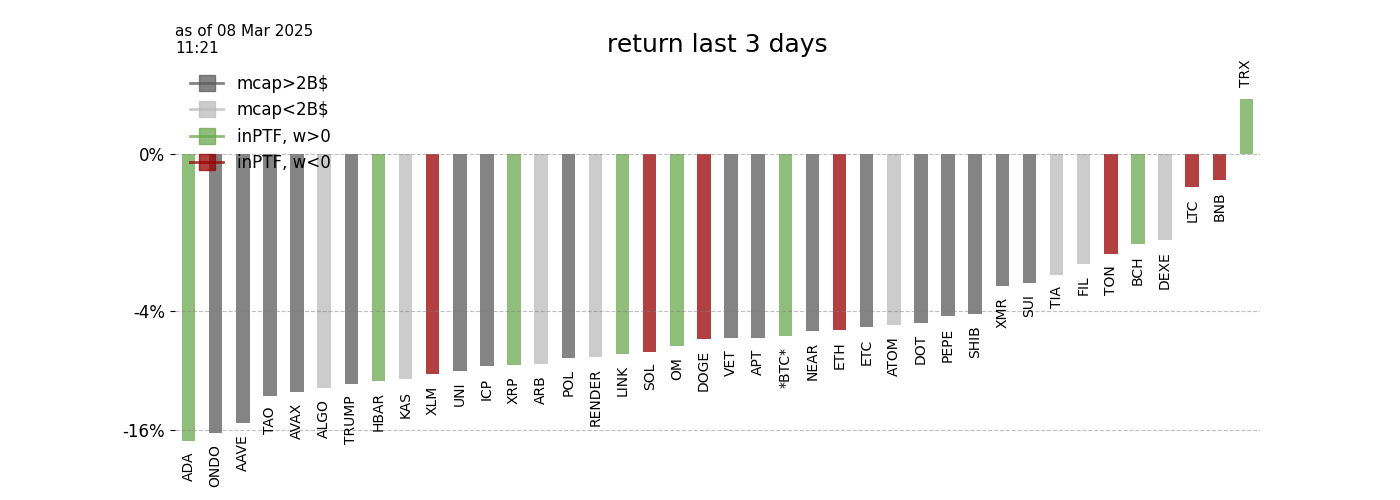 as of 08 Mar 2025
11:21
return last 3 days
mcap>2B$
mcap<2B$
inPTF, w>0
inPTF, w<0
0%
-4%
-16%
ADA
ONDO
AAVE
TAO
AVAX
ALGO
TRUMP
HBAR
KAS
XLM
UNI
ICP
XRP
ARB
POL
RENDER
LINK
SOL
OM
DOGE
VET
APT
*BTC*
NEAR
ETH
ETC
ATOM
DOT
PEPE
SHIB
XMR
SUI
TIA
FIL
TON
BCH
DEXE
LTC
BNB
TRX